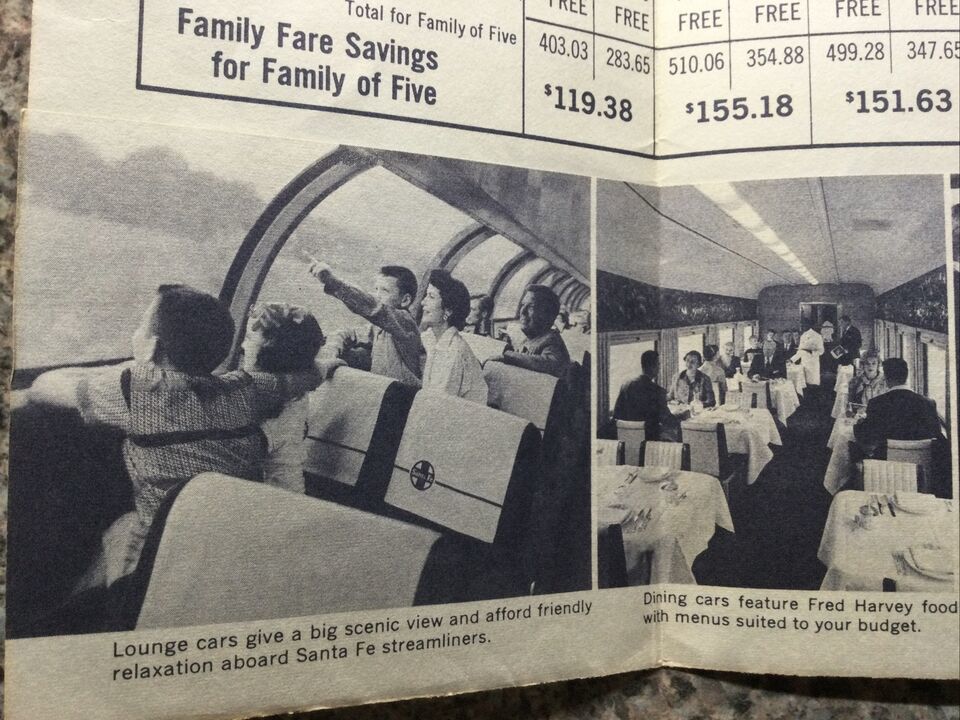 FREE FREE FREE FREE FREE FREE
Total for Family of Five 403.03 283.65 510.06 354.88 499.28 347.65
Family Fare Savings
for Family of Five
$119.38 $155.18 $151.63
Lounge cars give a big scenic view and afford friendly
relaxation aboard Santa Fe streamliners.
Dining cars feature Fred Harvey food
with menus suited to your budget.